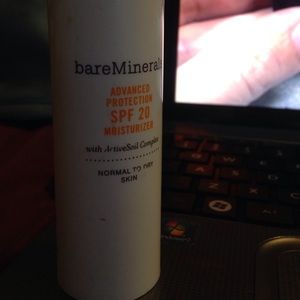 bareMinerals
ADVANCED
PROTECTION
SPF 20
MOISTURIZER
with ActiveSoil Complex
NORMAL TO DRY
SKIN